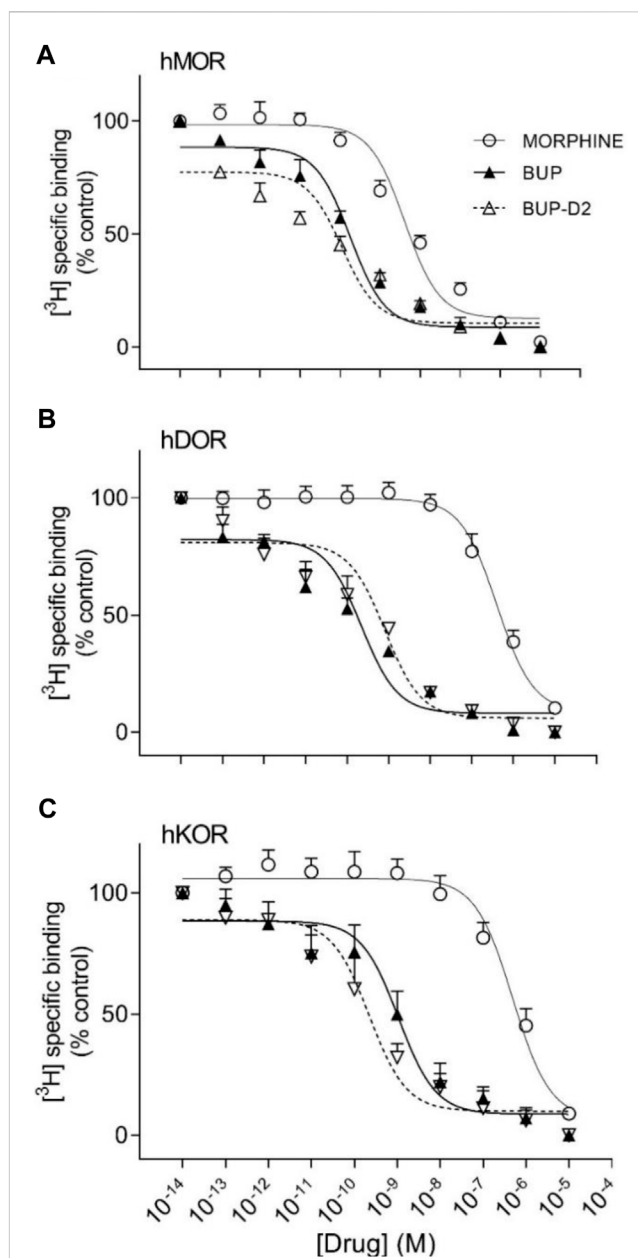 A
hMOR
100
50
0
[³H] specific binding
(% control)
MORPHINE
BUP
BUP-D2
B
hDOR
100
50
0
[³H] specific binding
(% control)
C
hKOR
100
50
0
[³H] specific binding
(% control)
10⁻¹⁴ 10⁻¹³ 10⁻¹² 10⁻¹¹ 10⁻¹⁰ 10⁻⁹ 10⁻⁸ 10⁻⁷ 10⁻⁶ 10⁻⁵ 10⁻⁴
[Drug] (M)